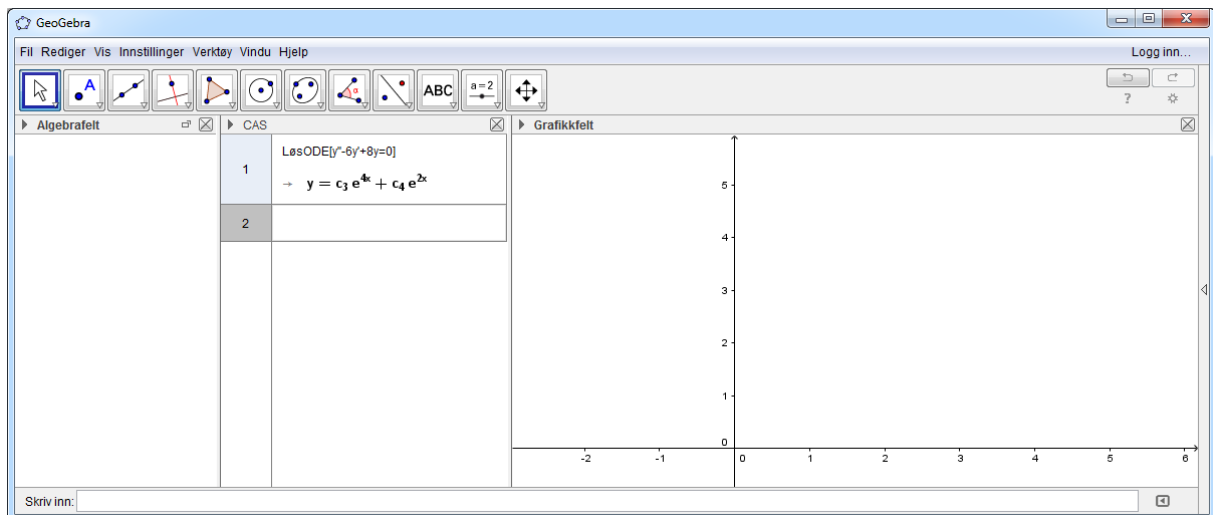 GeoGebra
Fil Rediger Vis Innstillinger Verktøy Vindu Hjelp Logg inn...
A ABC a = 2 ?
Algebrafelt CAS Grafikkfelt
1 LøsODE[y''-6y'+8y=0]
→ y = c₃ e⁴ˣ + c₄ e²ˣ
2
5
4
3
2
1
0
-2 -1 0 1 2 3 4 5 6
Skriv inn: